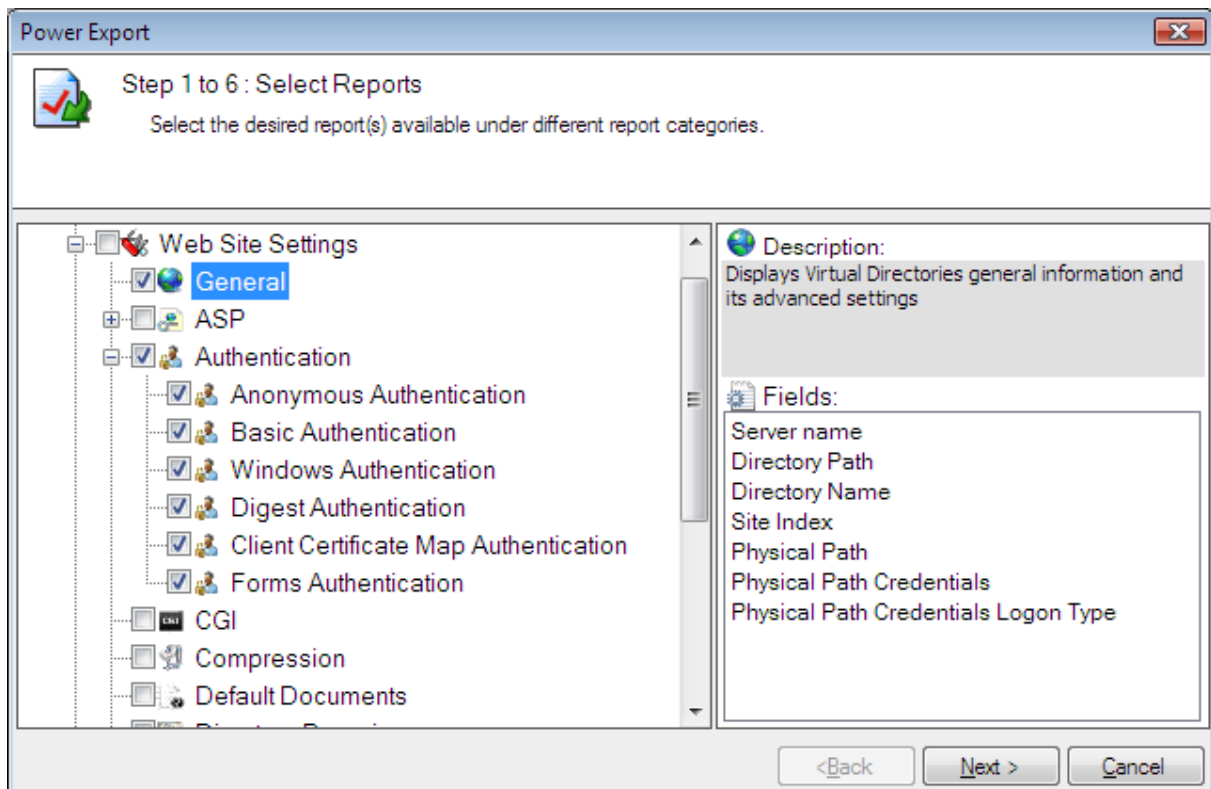 Power Export
Step 1 to 6 : Select Reports
Select the desired report(s) available under different report categories.
Web Site Settings
General
ASP
Authentication
Anonymous Authentication
Basic Authentication
Windows Authentication
Digest Authentication
Client Certificate Map Authentication
Forms Authentication
CGI
Compression
Default Documents
Description:
Displays Virtual Directories general information and
its advanced settings
Fields:
Server name
Directory Path
Directory Name
Site Index
Physical Path
Physical Path Credentials
Physical Path Credentials Logon Type
<Back
Next >
Cancel